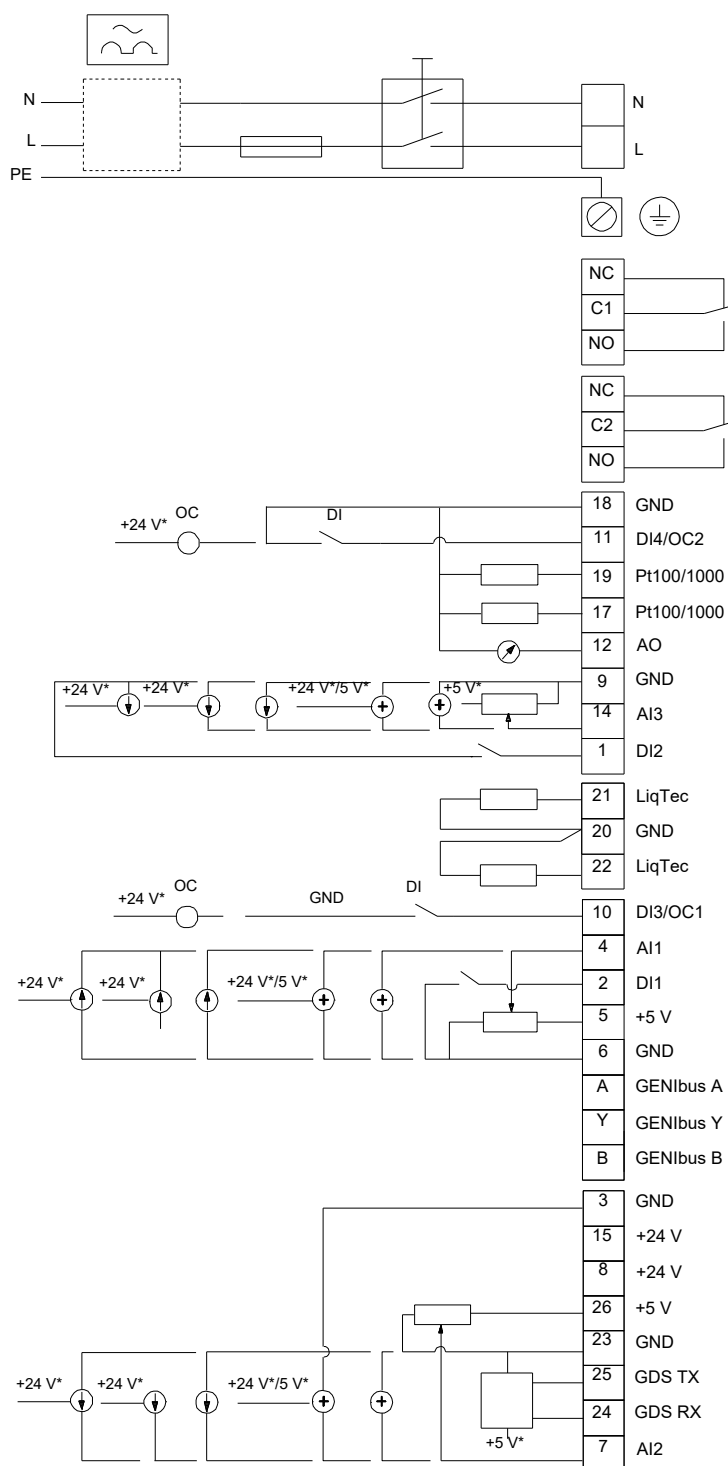 N
N
L
L
PE
NC
C1
NO
NC
C2
NO
18 GND
+24 V* OC DI 11 DI4/OC2
19 Pt100/1000
17 Pt100/1000
12 AO
9 GND
+24 V* +24 V* +24 V*/5 V* +5 V*
14 AI3
1 DI2
21 LiqTec
20 GND
22 LiqTec
+24 V* OC GND DI 10 DI3/OC1
4 AI1
+24 V* +24 V* +24 V*/5 V* 2 DI1
5 +5 V
6 GND
A GENIbus A
Y GENIbus Y
B GENIbus B
3 GND
15 +24 V
8 +24 V
26 +5 V
23 GND
25 GDS TX
+24 V* +24 V* +24 V*/5 V*
24 GDS RX
+5 V*
7 AI2